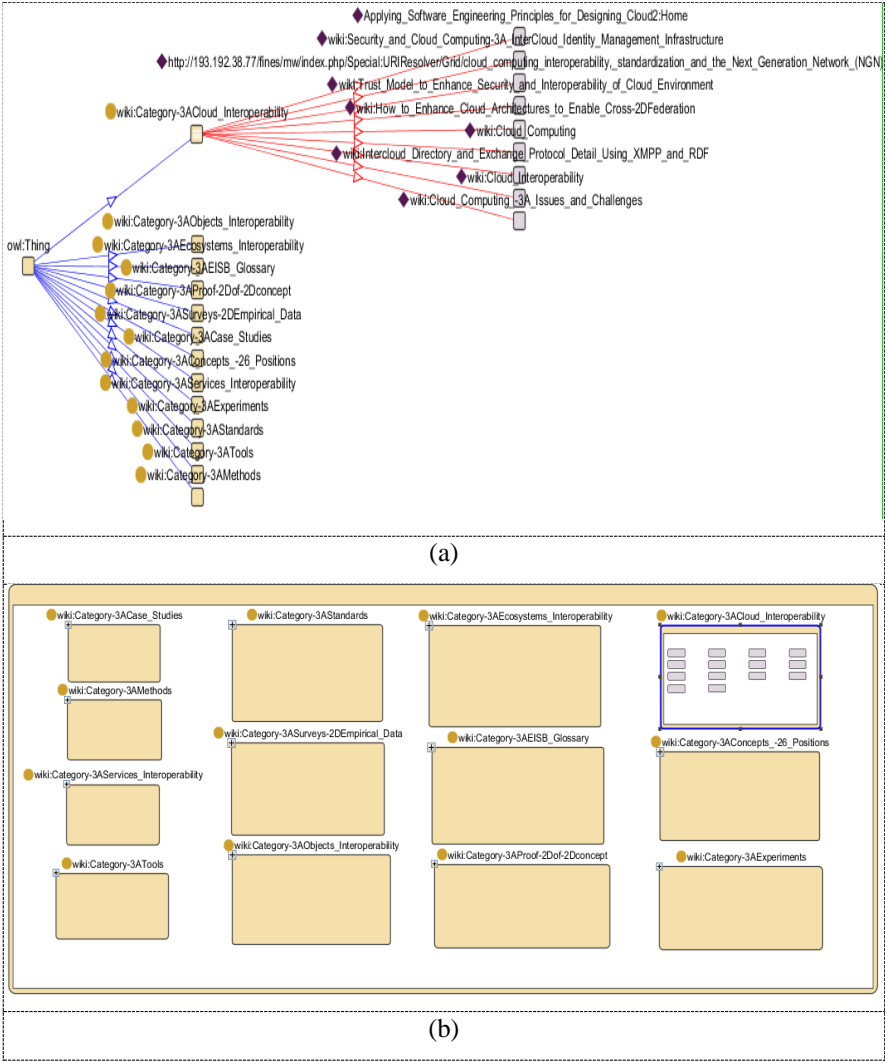 Applying_Software_Engineering_Principles_for_Designing_Cloud2:Home
wiki:Security_and_Cloud_Computing-3A_InterCloud_Identity_Management_Infrastructure
http://193.192.38.77/fines/mw/index.php/Special:URIResolver/Grid/cloud_computing_interoperability,_standardization_and_the_Next_Generation_Network_(NGN)
wiki:Trust_Model_to_Enhance_Security_and_Interoperability_of_Cloud_Environment
wiki:How_to_Enhance_Cloud_Architectures_to_Enable_Cross-2DFederation
wiki:Category-3ACloud_Interoperability
wiki:Cloud_Computing
wiki:Intercloud_Directory_and_Exchange_Protocol_Detail_Using_XMPP_and_RDF
wiki:Cloud_Interoperability
wiki:Cloud_Computing_-3A_Issues_and_Challenges
wiki:Category-3AObjects_Interoperability
owl:Thing
wiki:Category-3AEcosystems_Interoperability
wiki:Category-3AEISB_Glossary
wiki:Category-3AProof-2Dof-2Dconcept
wiki:Category-3ASurveys-2DEmpirical_Data
wiki:Category-3ACase_Studies
wiki:Category-3AConcepts_-26_Positions
wiki:Category-3AServices_Interoperability
wiki:Category-3AExperiments
wiki:Category-3AStandards
wiki:Category-3ATools
wiki:Category-3AMethods
(a)
wiki:Category-3ACase_Studies
wiki:Category-3AStandards
wiki:Category-3AEcosystems_Interoperability
wiki:Category-3ACloud_Interoperability
wiki:Category-3AMethods
wiki:Category-3ASurveys-2DEmpirical_Data
wiki:Category-3AEISB_Glossary
wiki:Category-3AConcepts_-26_Positions
wiki:Category-3AServices_Interoperability
wiki:Category-3AObjects_Interoperability
wiki:Category-3AProof-2Dof-2Dconcept
wiki:Category-3AExperiments
wiki:Category-3ATools
(b)